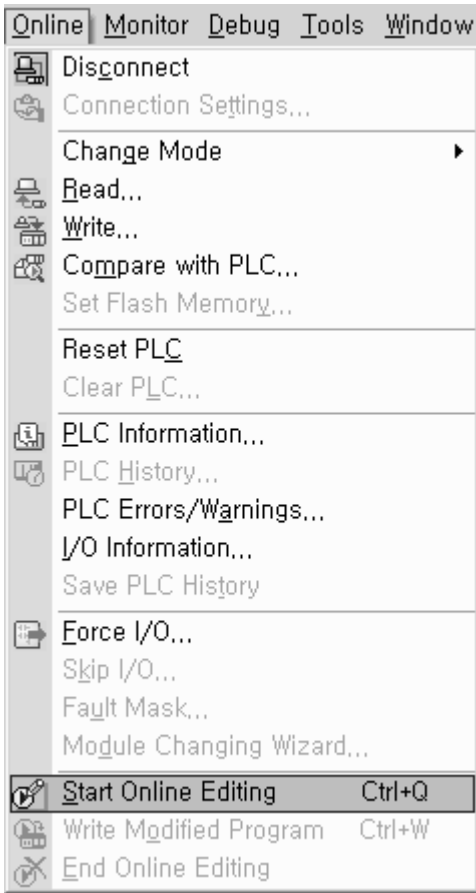 Online Monitor Debug Tools Window
Disconnect
Connection Settings...
Change Mode
Read...
Write...
Compare with PLC...
Set Flash Memory...
Reset PLC
Clear PLC...
PLC Information...
PLC History...
PLC Errors/Warnings...
I/O Information...
Save PLC History
Force I/O...
Skip I/O...
Fault Mask...
Module Changing Wizard...
Start Online Editing Ctrl+Q
Write Modified Program Ctrl+W
End Online Editing